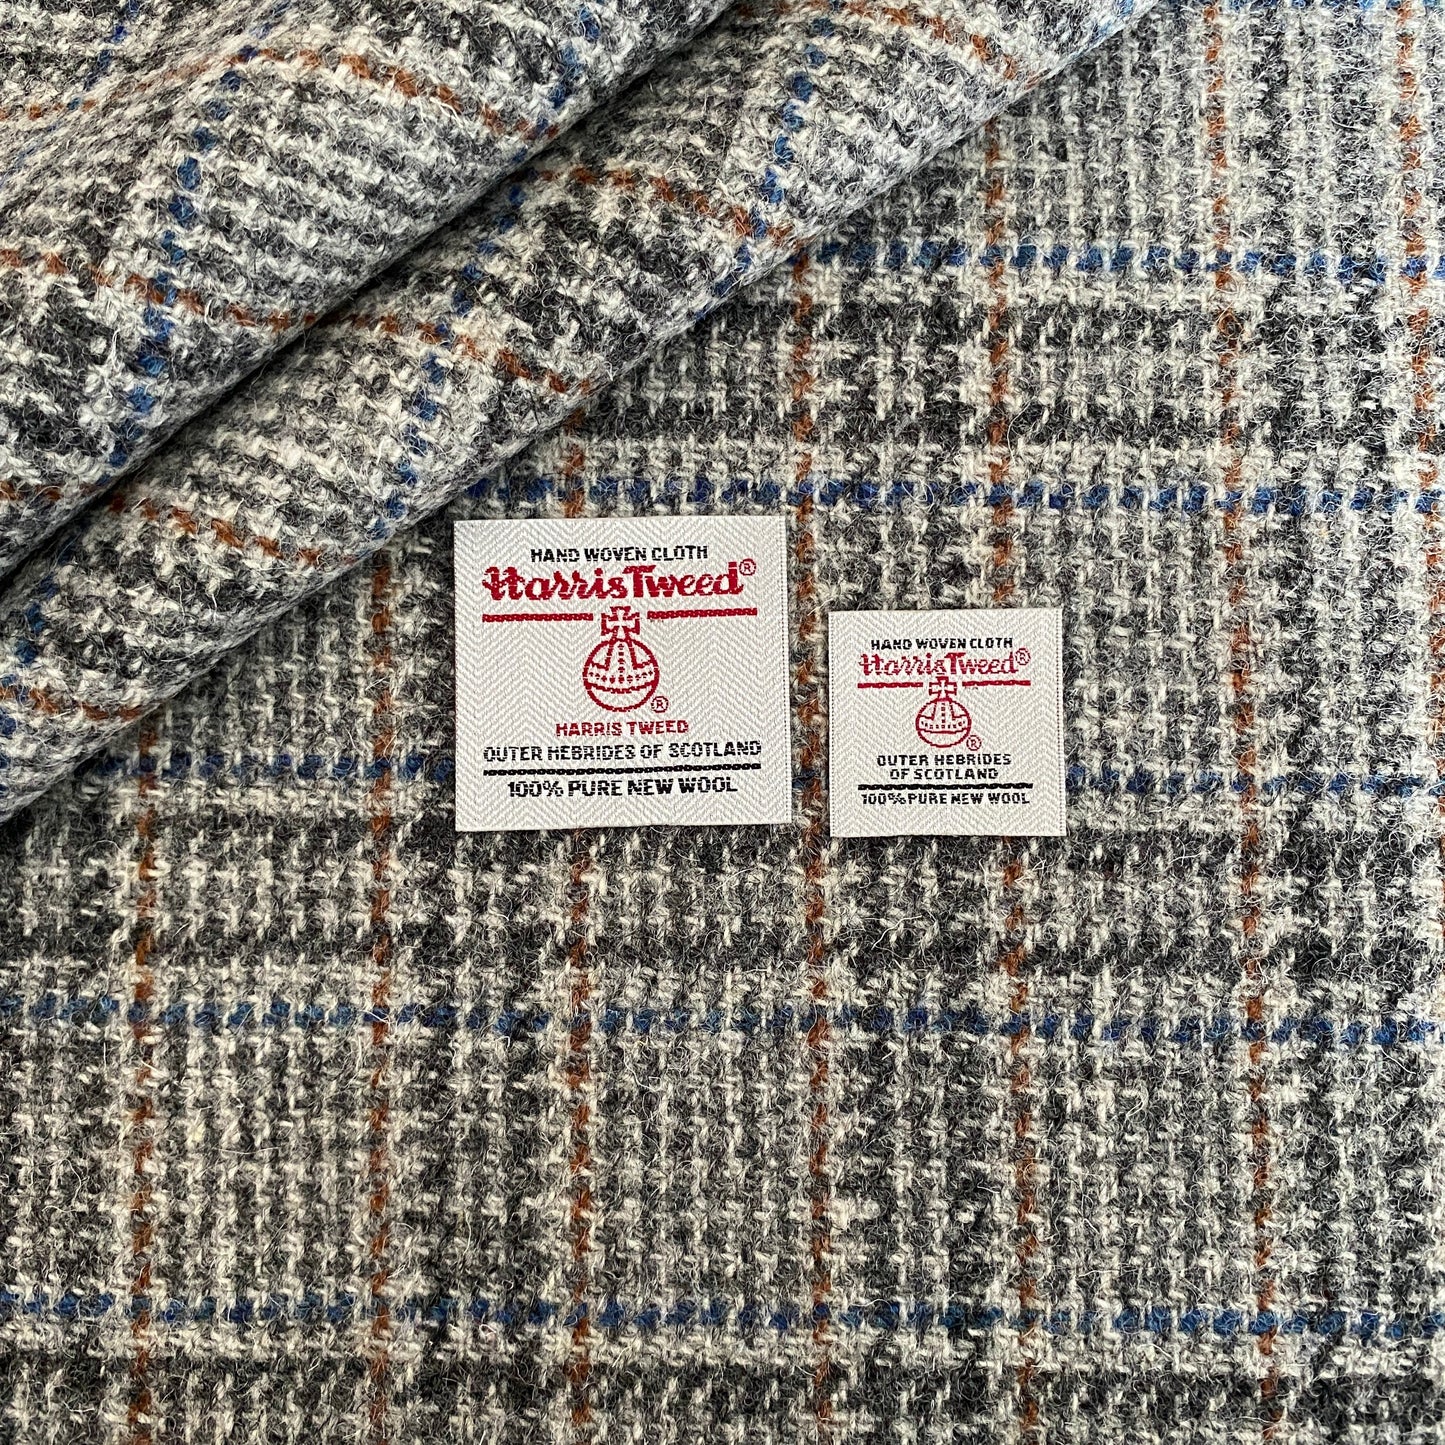 HAND WOVEN CLOTH
Harris Tweed®
®
HARRIS TWEED
OUTER HEBRIDES OF SCOTLAND
100% PURE NEW WOOL
HAND WOVEN CLOTH
Harris Tweed®
®
OUTER HEBRIDES
OF SCOTLAND
100% PURE NEW WOOL